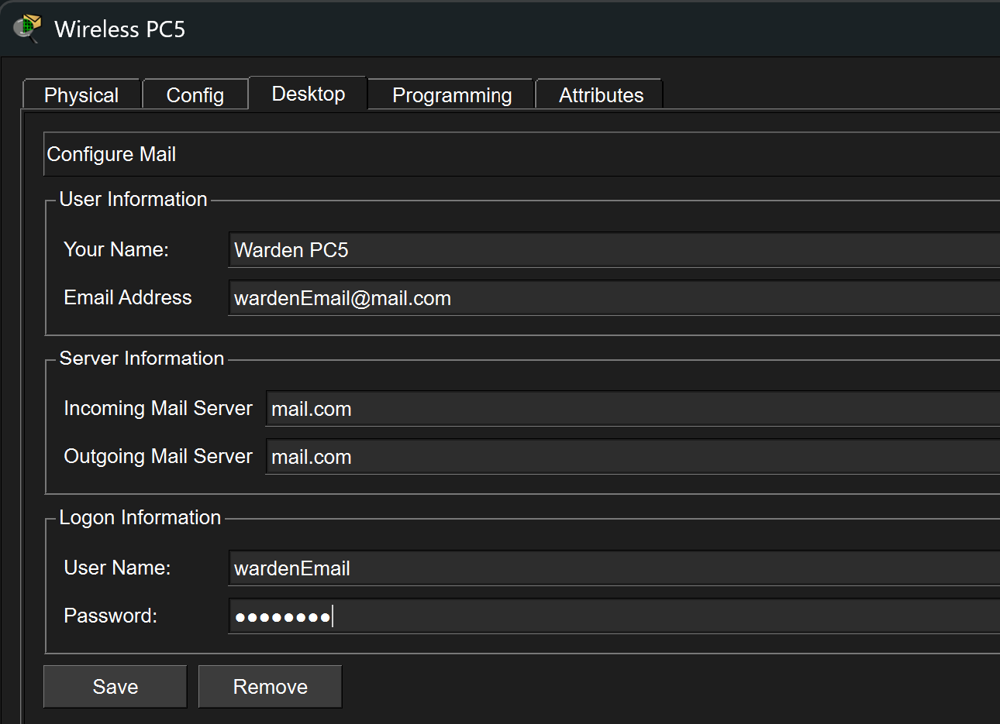 Wireless PC5
Physical Config Desktop Programming Attributes
Configure Mail
User Information
Your Name: Warden PC5
Email Address wardenEmail@mail.com
Server Information
Incoming Mail Server mail.com
Outgoing Mail Server mail.com
Logon Information
User Name: wardenEmail
Password: ●●●●●●●●
Save Remove